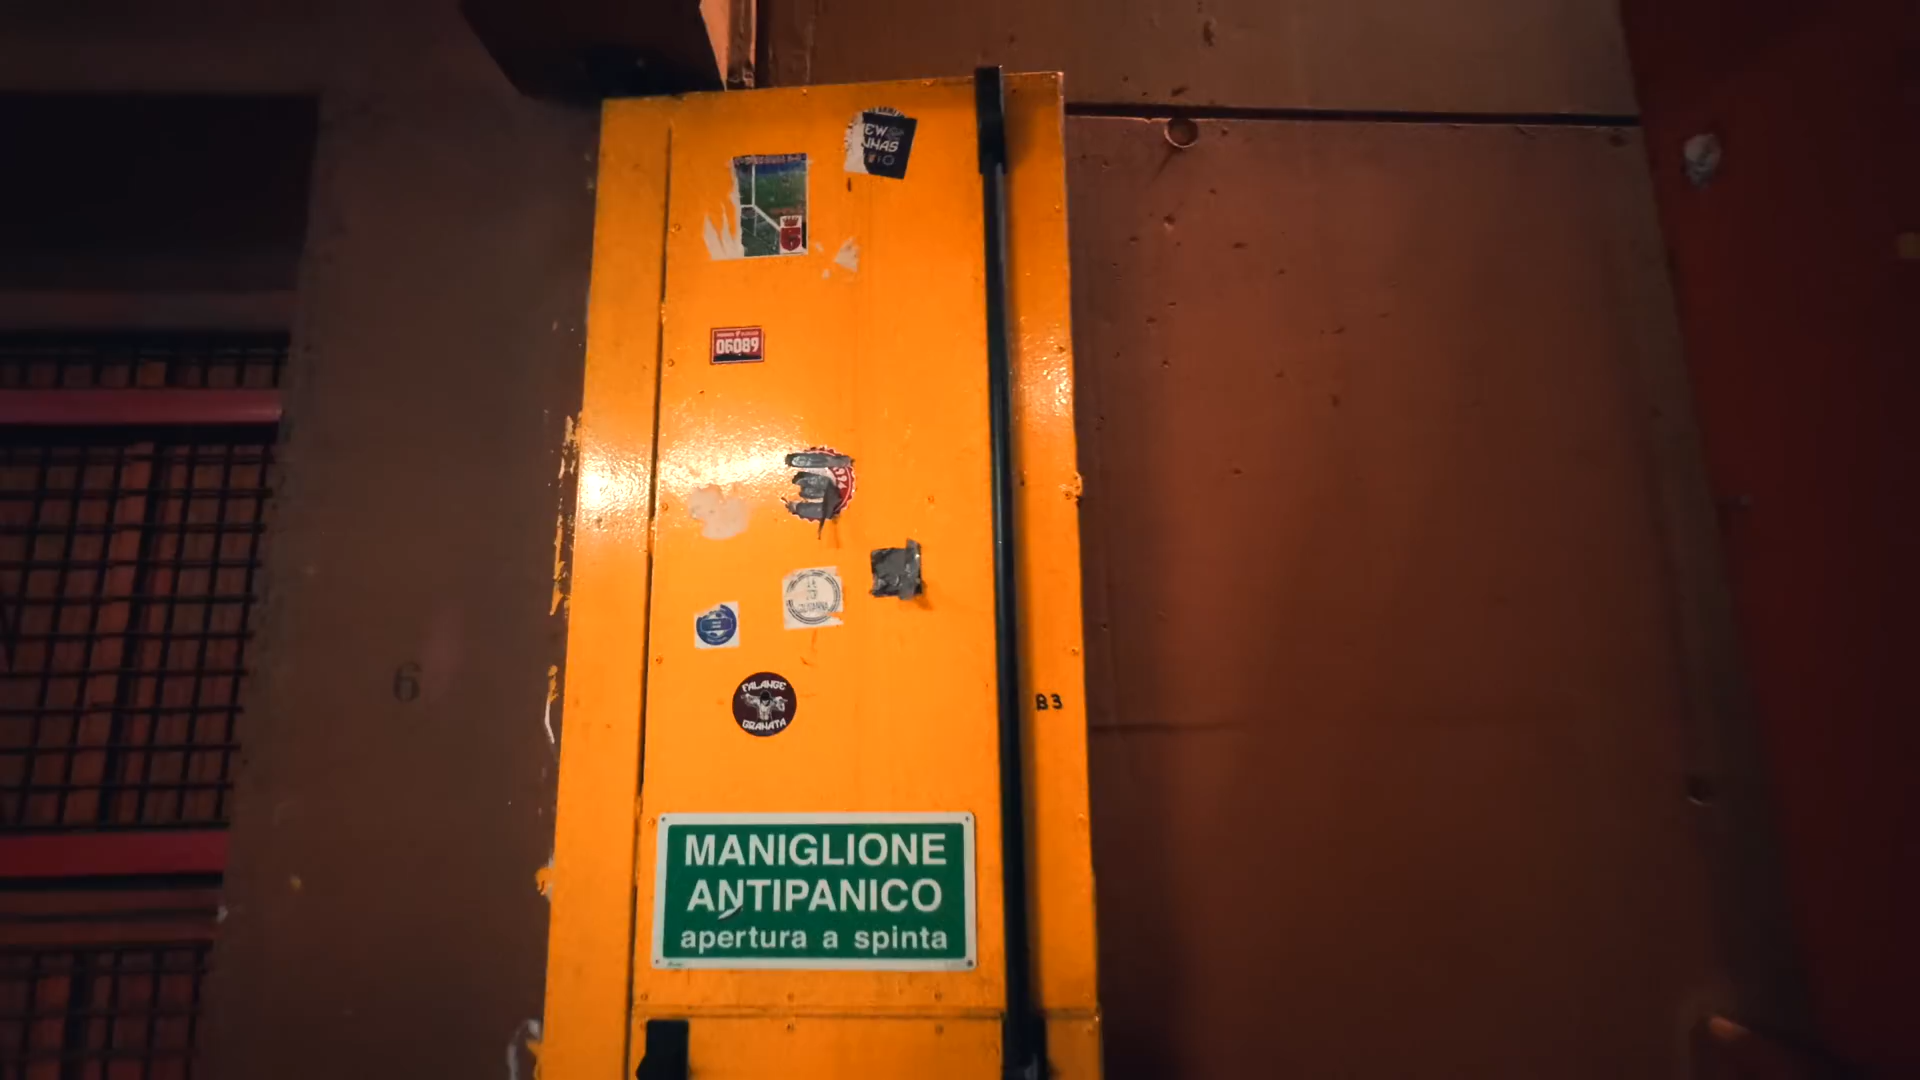 06089
FALANGE
GRANATA
6
B3
MANIGLIONE
ANTIPANICO
apertura a spinta